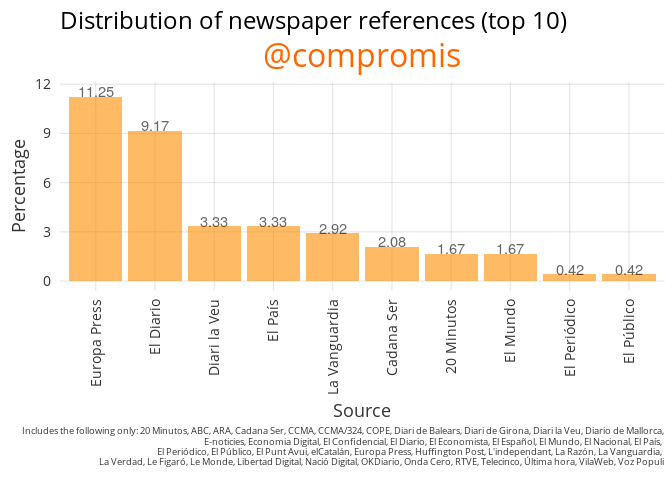 Distribution of newspaper references (top 10)
@compromis
12
9
6
3
0
Percentage
11.25
9.17
3.33
3.33
2.92
2.08
1.67
1.67
0.42
0.42
Europa Press
El Diario
Diari la Veu
El País
La Vanguardia
Cadana Ser
20 Minutos
El Mundo
El Periódico
El Público
Source
Includes the following only: 20 Minutos, ABC, ARA, Cadana Ser, CCMA, CCMA/324, COPE, Diari de Balears, Diari de Girona, Diari la Veu, Diario de Mallorca,
E-noticies, Economia Digital, El Confidencial, El Diario, El Economista, El Español, El Mundo, El Nacional, El País,
El Periódico, El Público, El Punt Avui, elCatalán, Europa Press, Huffington Post, L'independant, La Razón, La Vanguardia,
La Verdad, Le Figaró, Le Monde, Libertad Digital, Nació Digital, OKDiario, Onda Cero, RTVE, Telecinco, Última hora, VilaWeb, Voz Populi